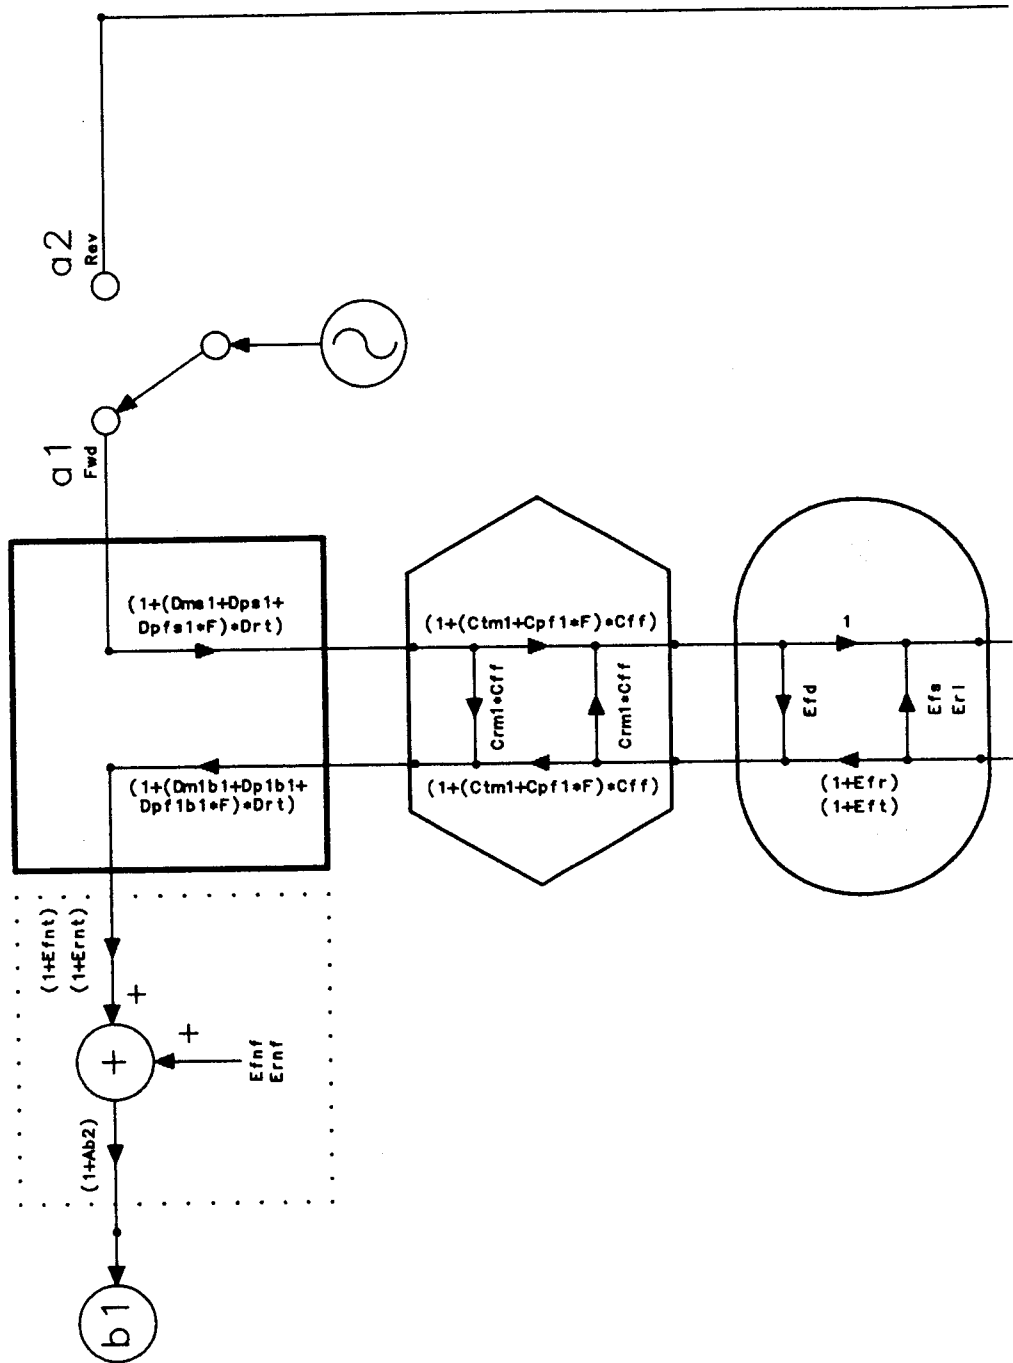 a2
Rev
a1
Fwd
(1+(Dms1+Dps1+
Dpfs1*F)*Drt)
(1+(Ctm1+Cpf1*F)*Cff)
1
Crm1*Cff
Crm1*Cff
Efd
Efs
Erl
(1+(Dm1b1+Dp1b1+
Dpf1b1*F)*Drt)
(1+(Ctm1+Cpf1*F)*Cff)
(1+Efr)
(1+Eft)
(1+Efnt)
(1+Ernt)
+
+
+
Efnf
Ernf
(1+Ab2)
b1